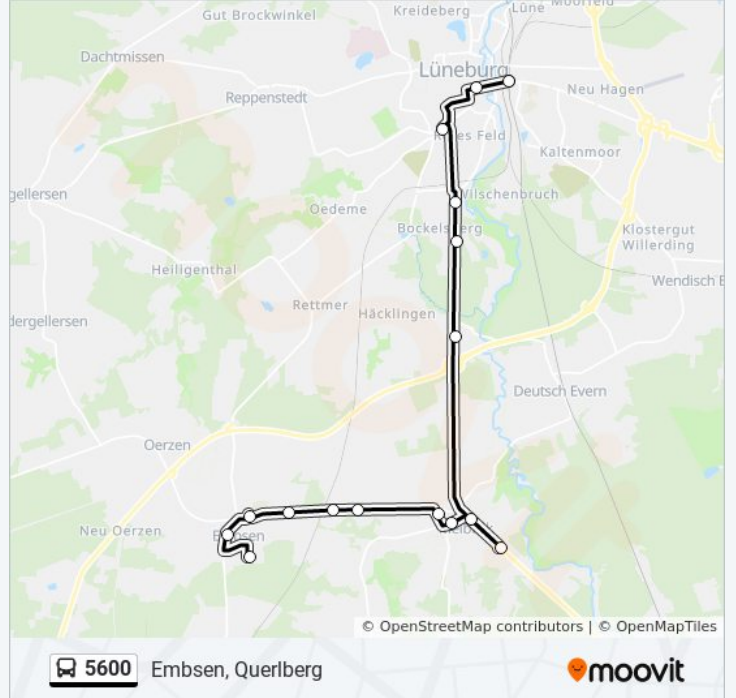 Gut Brockwinkel
Kreideberg
Lüne
Moorfeld
Dachtmissen
Lüneburg
Reppenstedt
Neu Hagen
Kaltenmoor
gellersen
Wilschenbruch
Oedeme
Bockelsberg
Klostergut
Willerding
Heiligenthal
Wendisch E
Rettmer
Häcklingen
dergellersen
Deutsch Evern
Oerzen
Neu Oerzen
© OpenStreetMap contributors | © OpenMapTiles
5600 Embsen, Querlberg
moovit